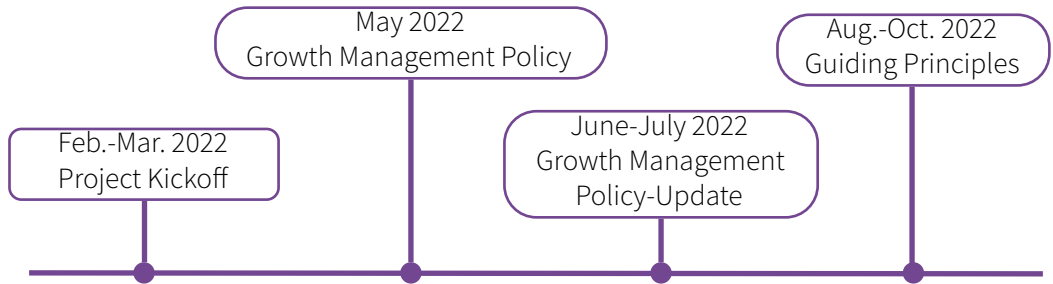 Feb.-Mar. 2022
Project Kickoff
May 2022
Growth Management Policy
June-July 2022
Growth Management
Policy-Update
Aug.-Oct. 2022
Guiding Principles